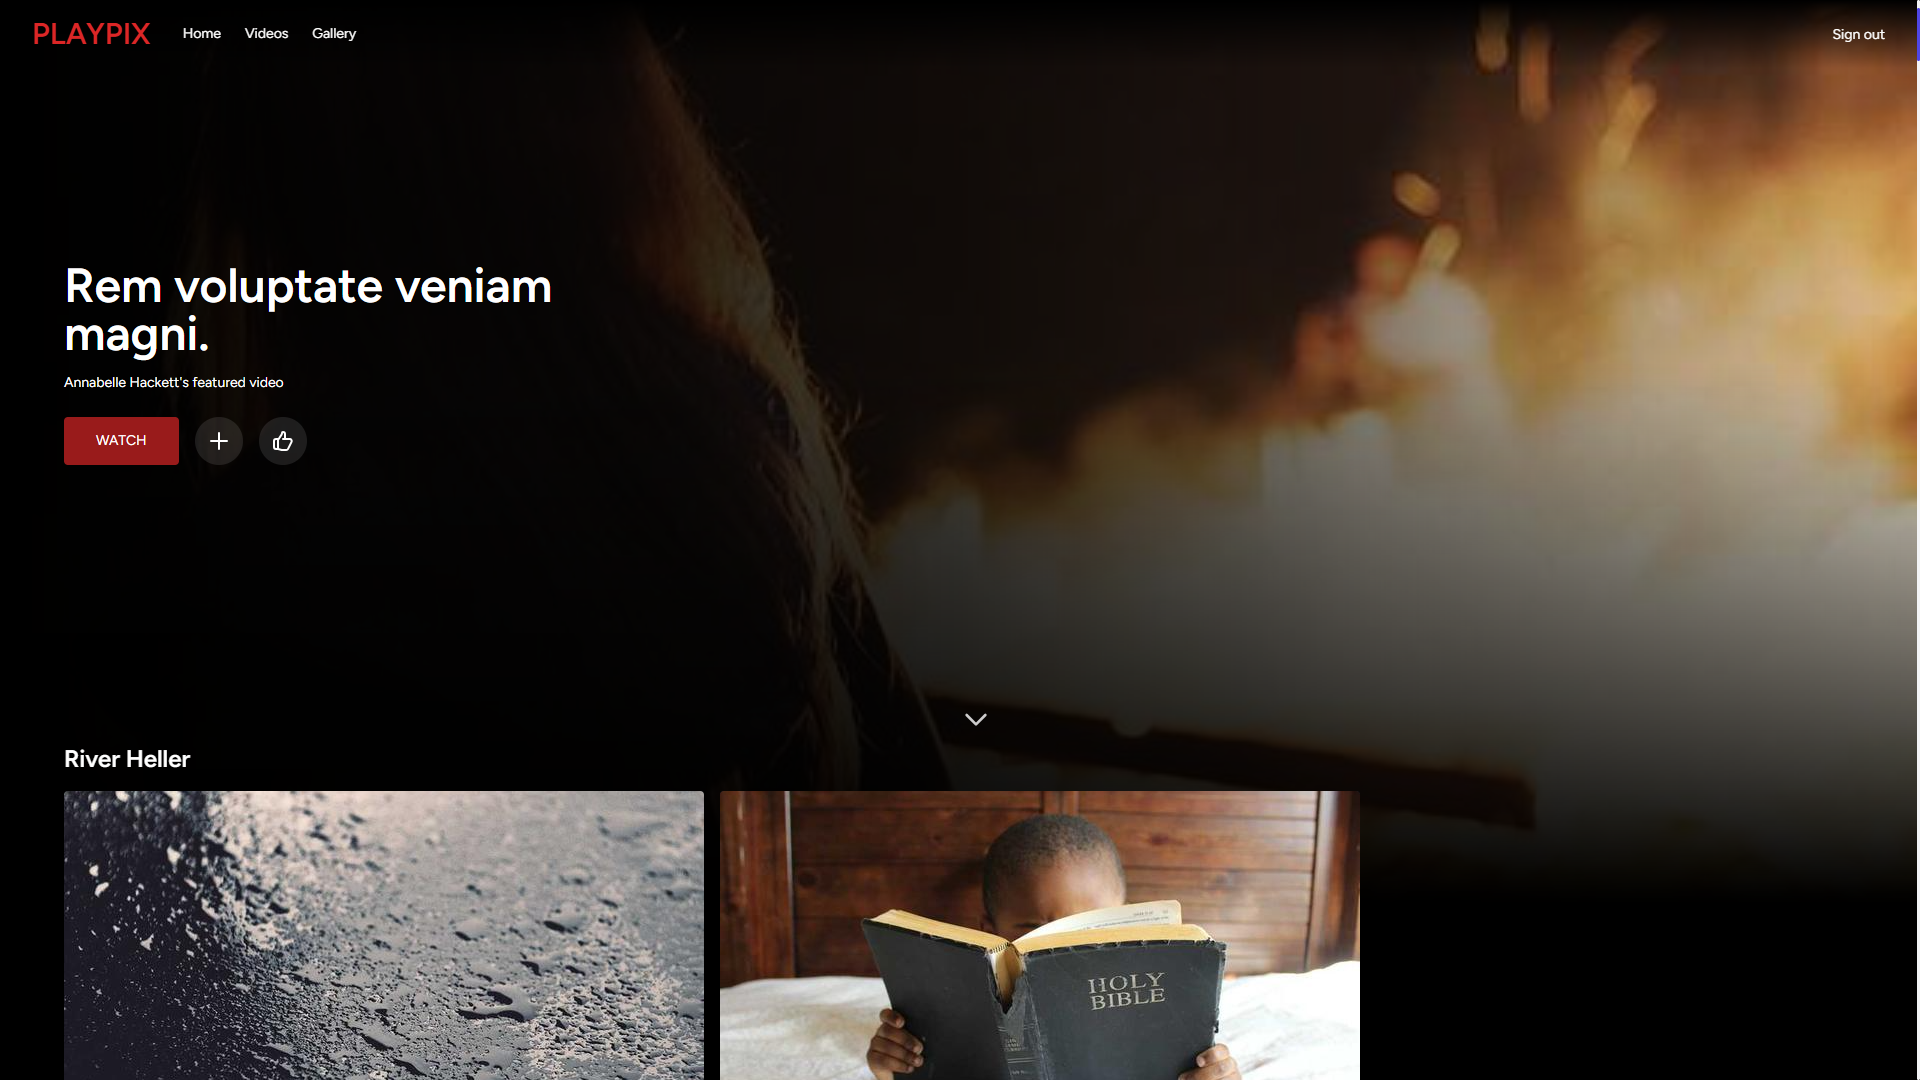 PLAYPIX
Home
Videos
Gallery
Sign out
Rem voluptate veniam
magni.
Annabelle Hackett's featured video
WATCH
River Heller
HOLY
BIBLE